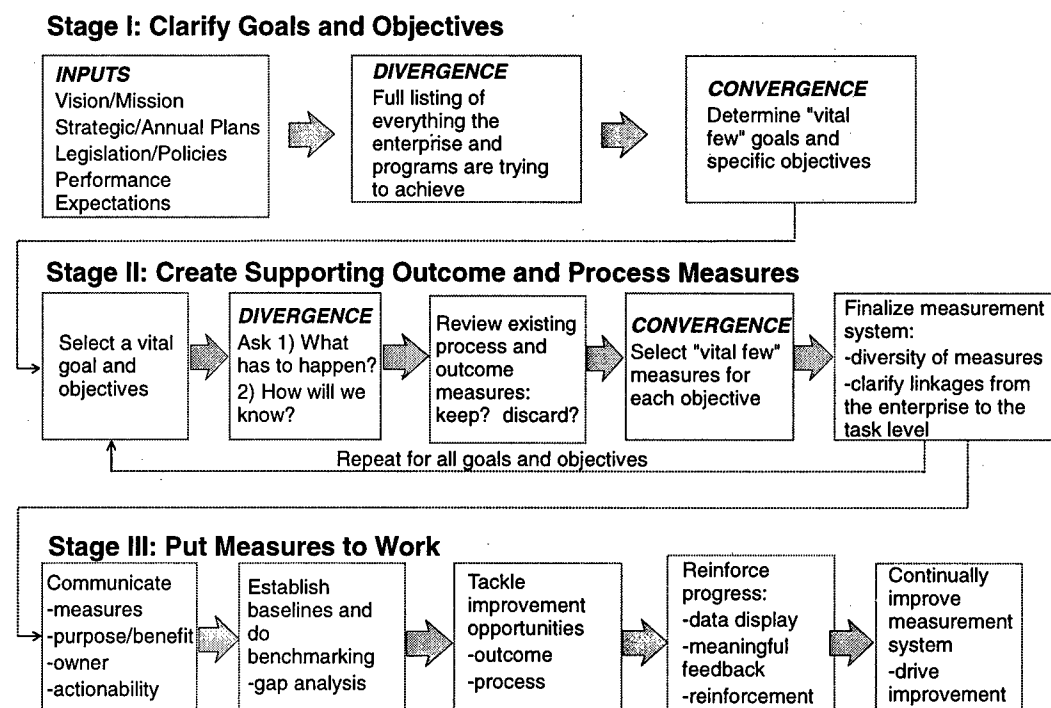 Stage I: Clarify Goals and Objectives
INPUTS
Vision/Mission
Strategic/Annual Plans
Legislation/Policies
Performance
Expectations
DIVERGENCE
Full listing of
everything the
enterprise and
programs are trying
to achieve
CONVERGENCE
Determine "vital
few" goals and
specific objectives
Stage II: Create Supporting Outcome and Process Measures
Select a vital
goal and
objectives
DIVERGENCE
Ask 1) What
has to happen?
2) How will we
know?
Review existing
process and
outcome
measures:
keep? discard?
CONVERGENCE
Select "vital few"
measures for
each objective
Finalize measurement
system:
-diversity of measures
-clarify linkages from
the enterprise to the
task level
Repeat for all goals and objectives
Stage III: Put Measures to Work
Communicate
-measures
-purpose/benefit
-owner
-actionability
Establish
baselines and
do
benchmarking
-gap analysis
Tackle
improvement
opportunities
-outcome
-process
Reinforce
progress:
-data display
-meaningful
feedback
-reinforcement
Continually
improve
measurement
system
-drive
improvement